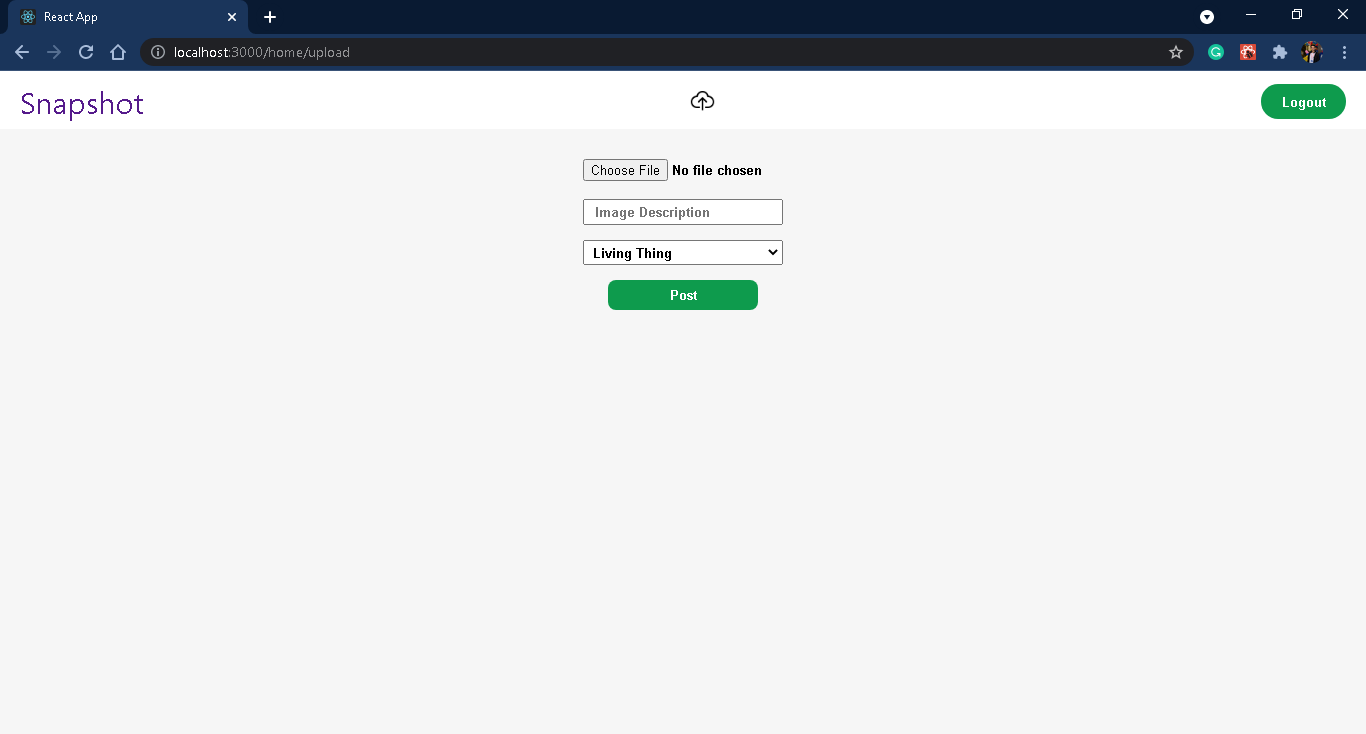 React App
localhost:3000/home/upload
Snapshot
Logout
Choose File No file chosen
Image Description
Living Thing
Post